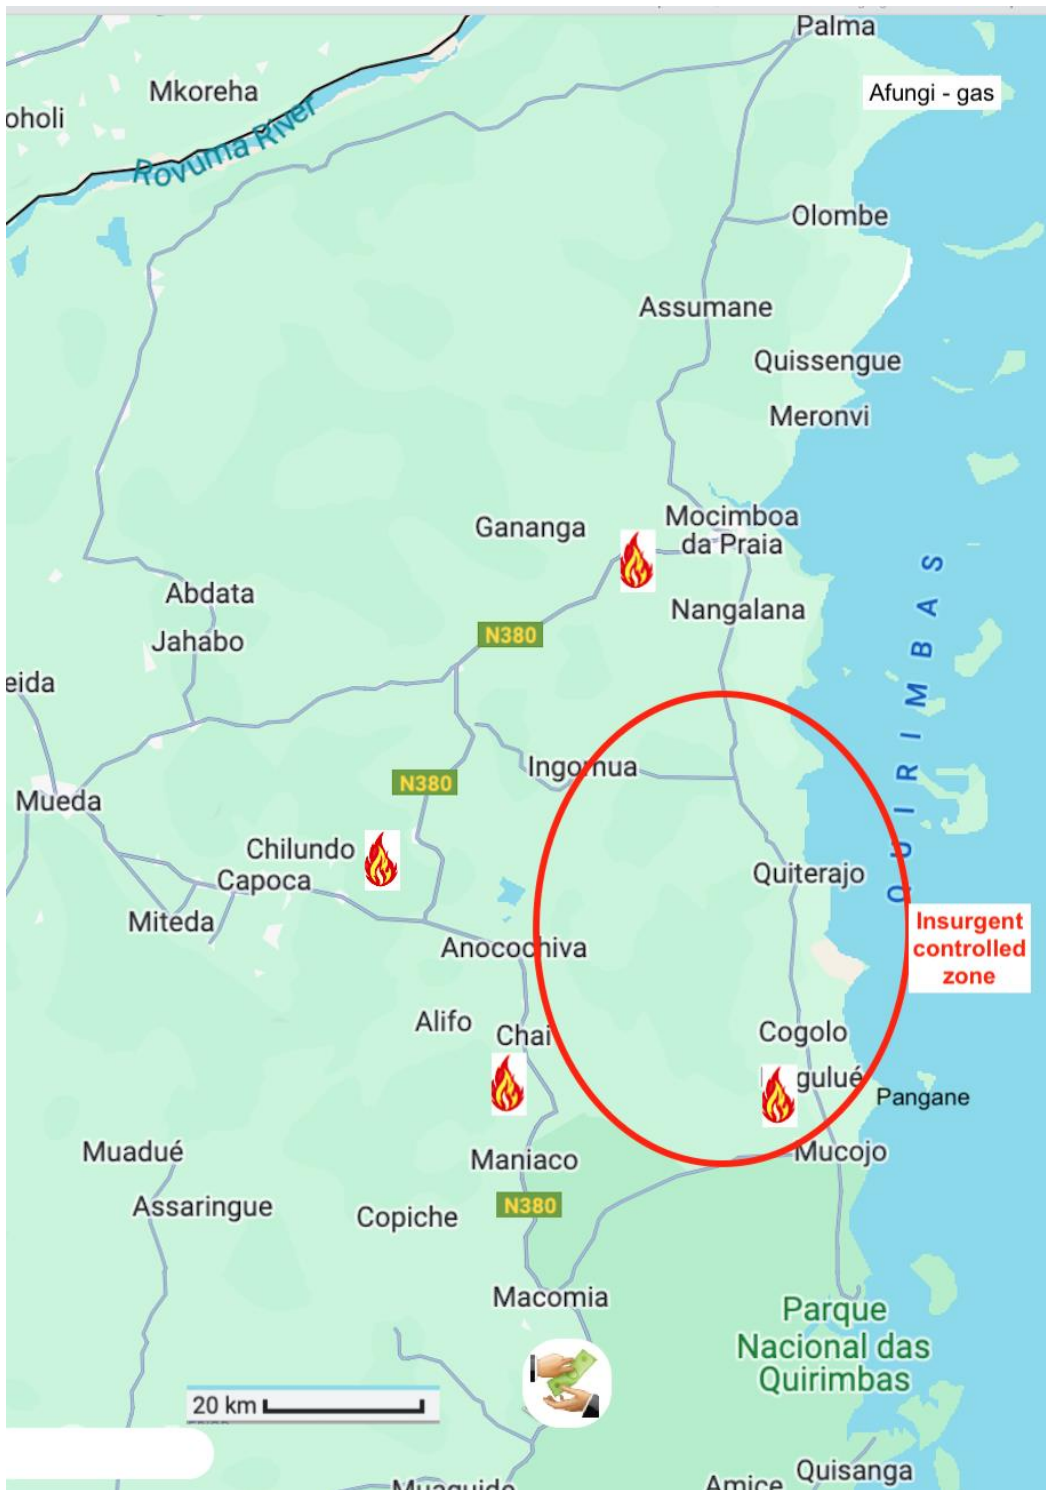 Palma
Mkoreha
Afungi - gas
oholi
Rovuma River
Olombe
Assumane
Quissengue
Meronvi
Gananga
Mocimboa
da Praia
QUIRIMBAS
Abdata
Nangalana
Jahabo
N380
eida
Ingomua
N380
Mueda
Chilundo
Capoca
Quiterajo
Miteda
Insurgent
controlled
zone
Anocochiva
Alifo
Chai
Cogolo
gulué
Pangane
Muadué
Maniaco
Mucojo
Assaringue
N380
Copiche
Macomia
Parque
Nacional das
Quirimbas
20 km
Quisanga